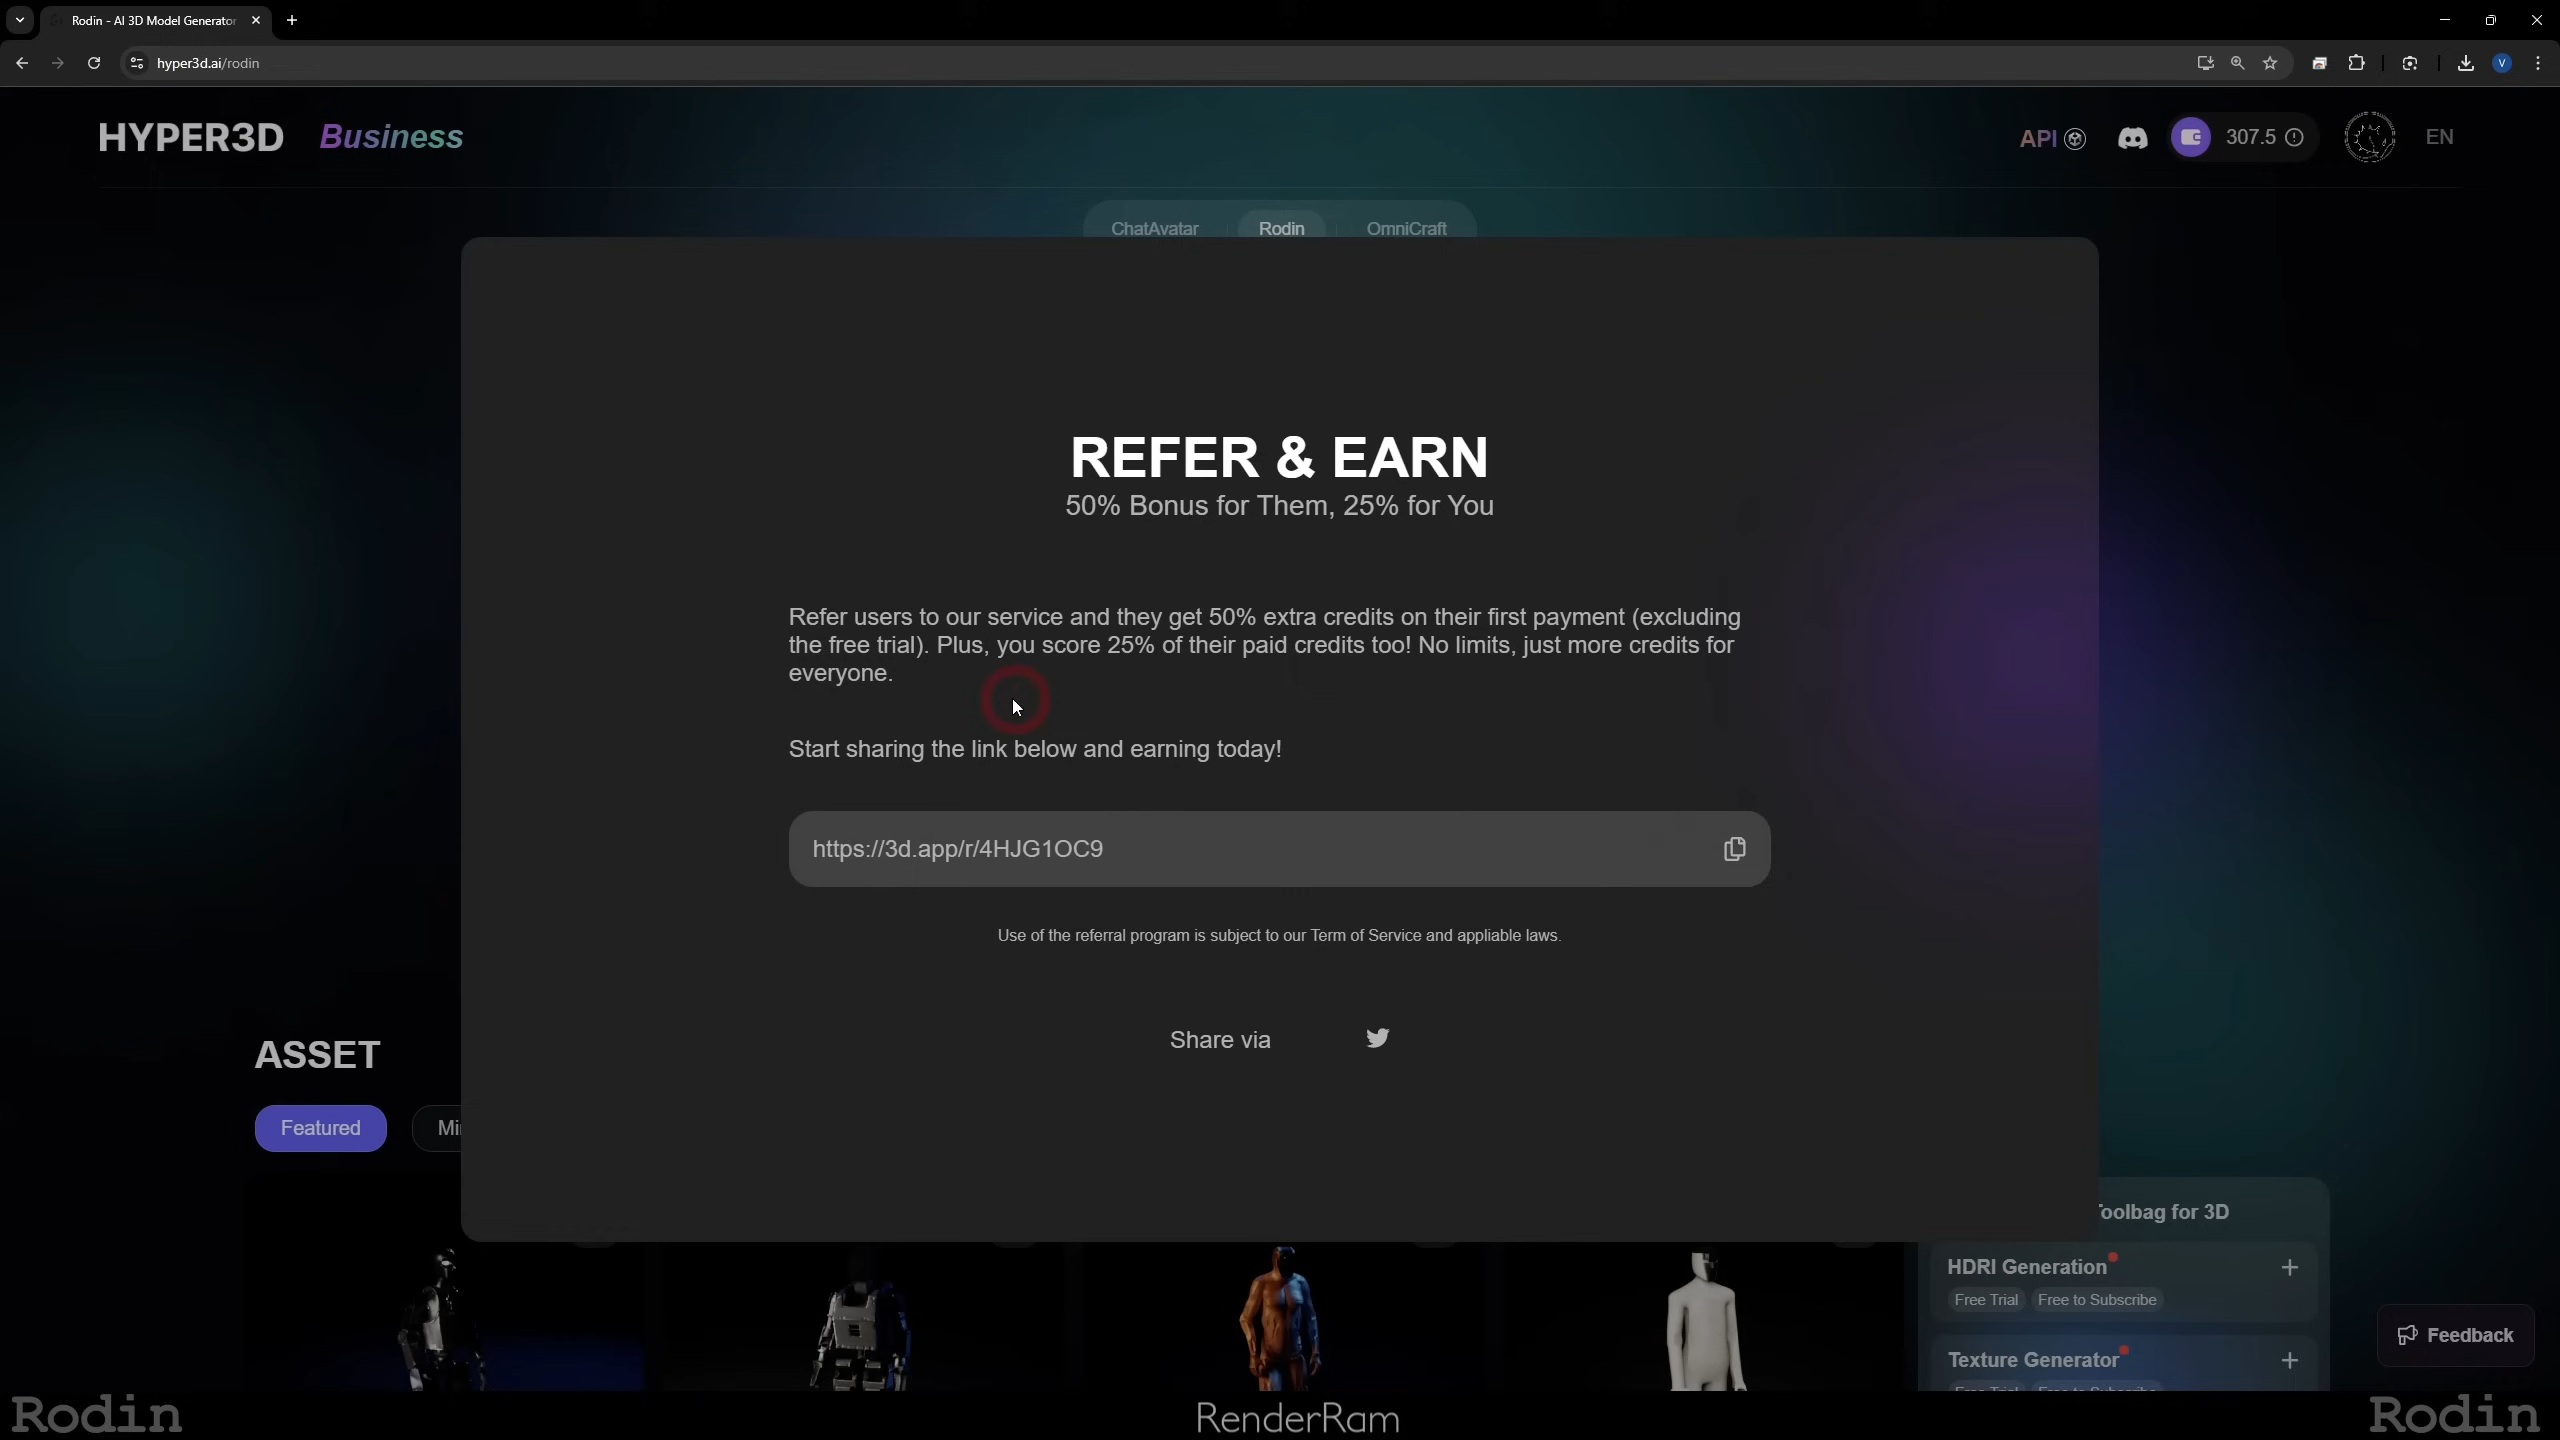 Rodin - AI 3D Model Generator
hyper3d.ai/rodin
V
HYPER3D Business
API
307.5
EN
ChatAvatar
Rodin
OmniCraft
REFER & EARN
50% Bonus for Them, 25% for You
Refer users to our service and they get 50% extra credits on their first payment (excluding
the free trial). Plus, you score 25% of their paid credits too! No limits, just more credits for
everyone.
Start sharing the link below and earning today!
https://3d.app/r/4HJG1OC9
Use of the referral program is subject to our Term of Service and appliable laws.
Share via
ASSET
Featured
Toolbag for 3D
HDRI Generation
Free Trial Free to Subscribe
Texture Generator
Feedback
Rodin
RenderRam
Rodin